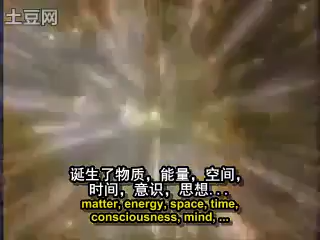 土豆网
诞生了物质，能量，空间，
时间，意识，思想...
matter, energy, space, time,
consciousness, mind, ...